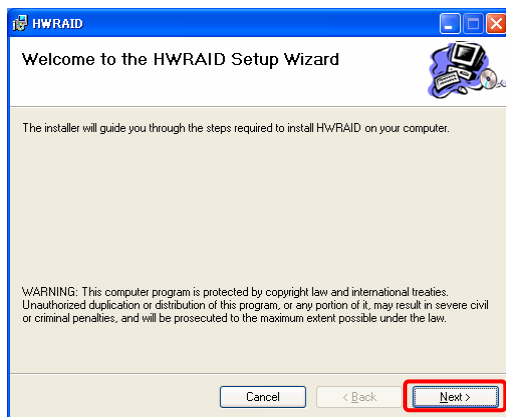 HWRAID
Welcome to the HWRAID Setup Wizard
The installer will guide you through the steps required to install HWRAID on your computer.
WARNING: This computer program is protected by copyright law and international treaties.
Unauthorized duplication or distribution of this program, or any portion of it, may result in severe civil
or criminal penalties, and will be prosecuted to the maximum extent possible under the law.
Cancel
< Back
Next >